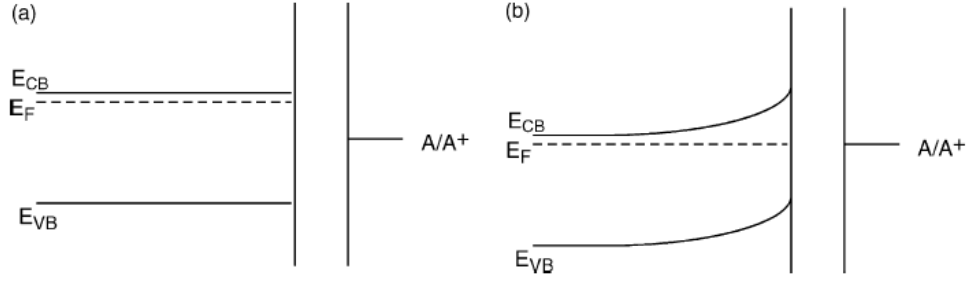 (a)
E_CB
E_F
A/A+
E_VB
(b)
E_CB
E_F
A/A+
E_VB